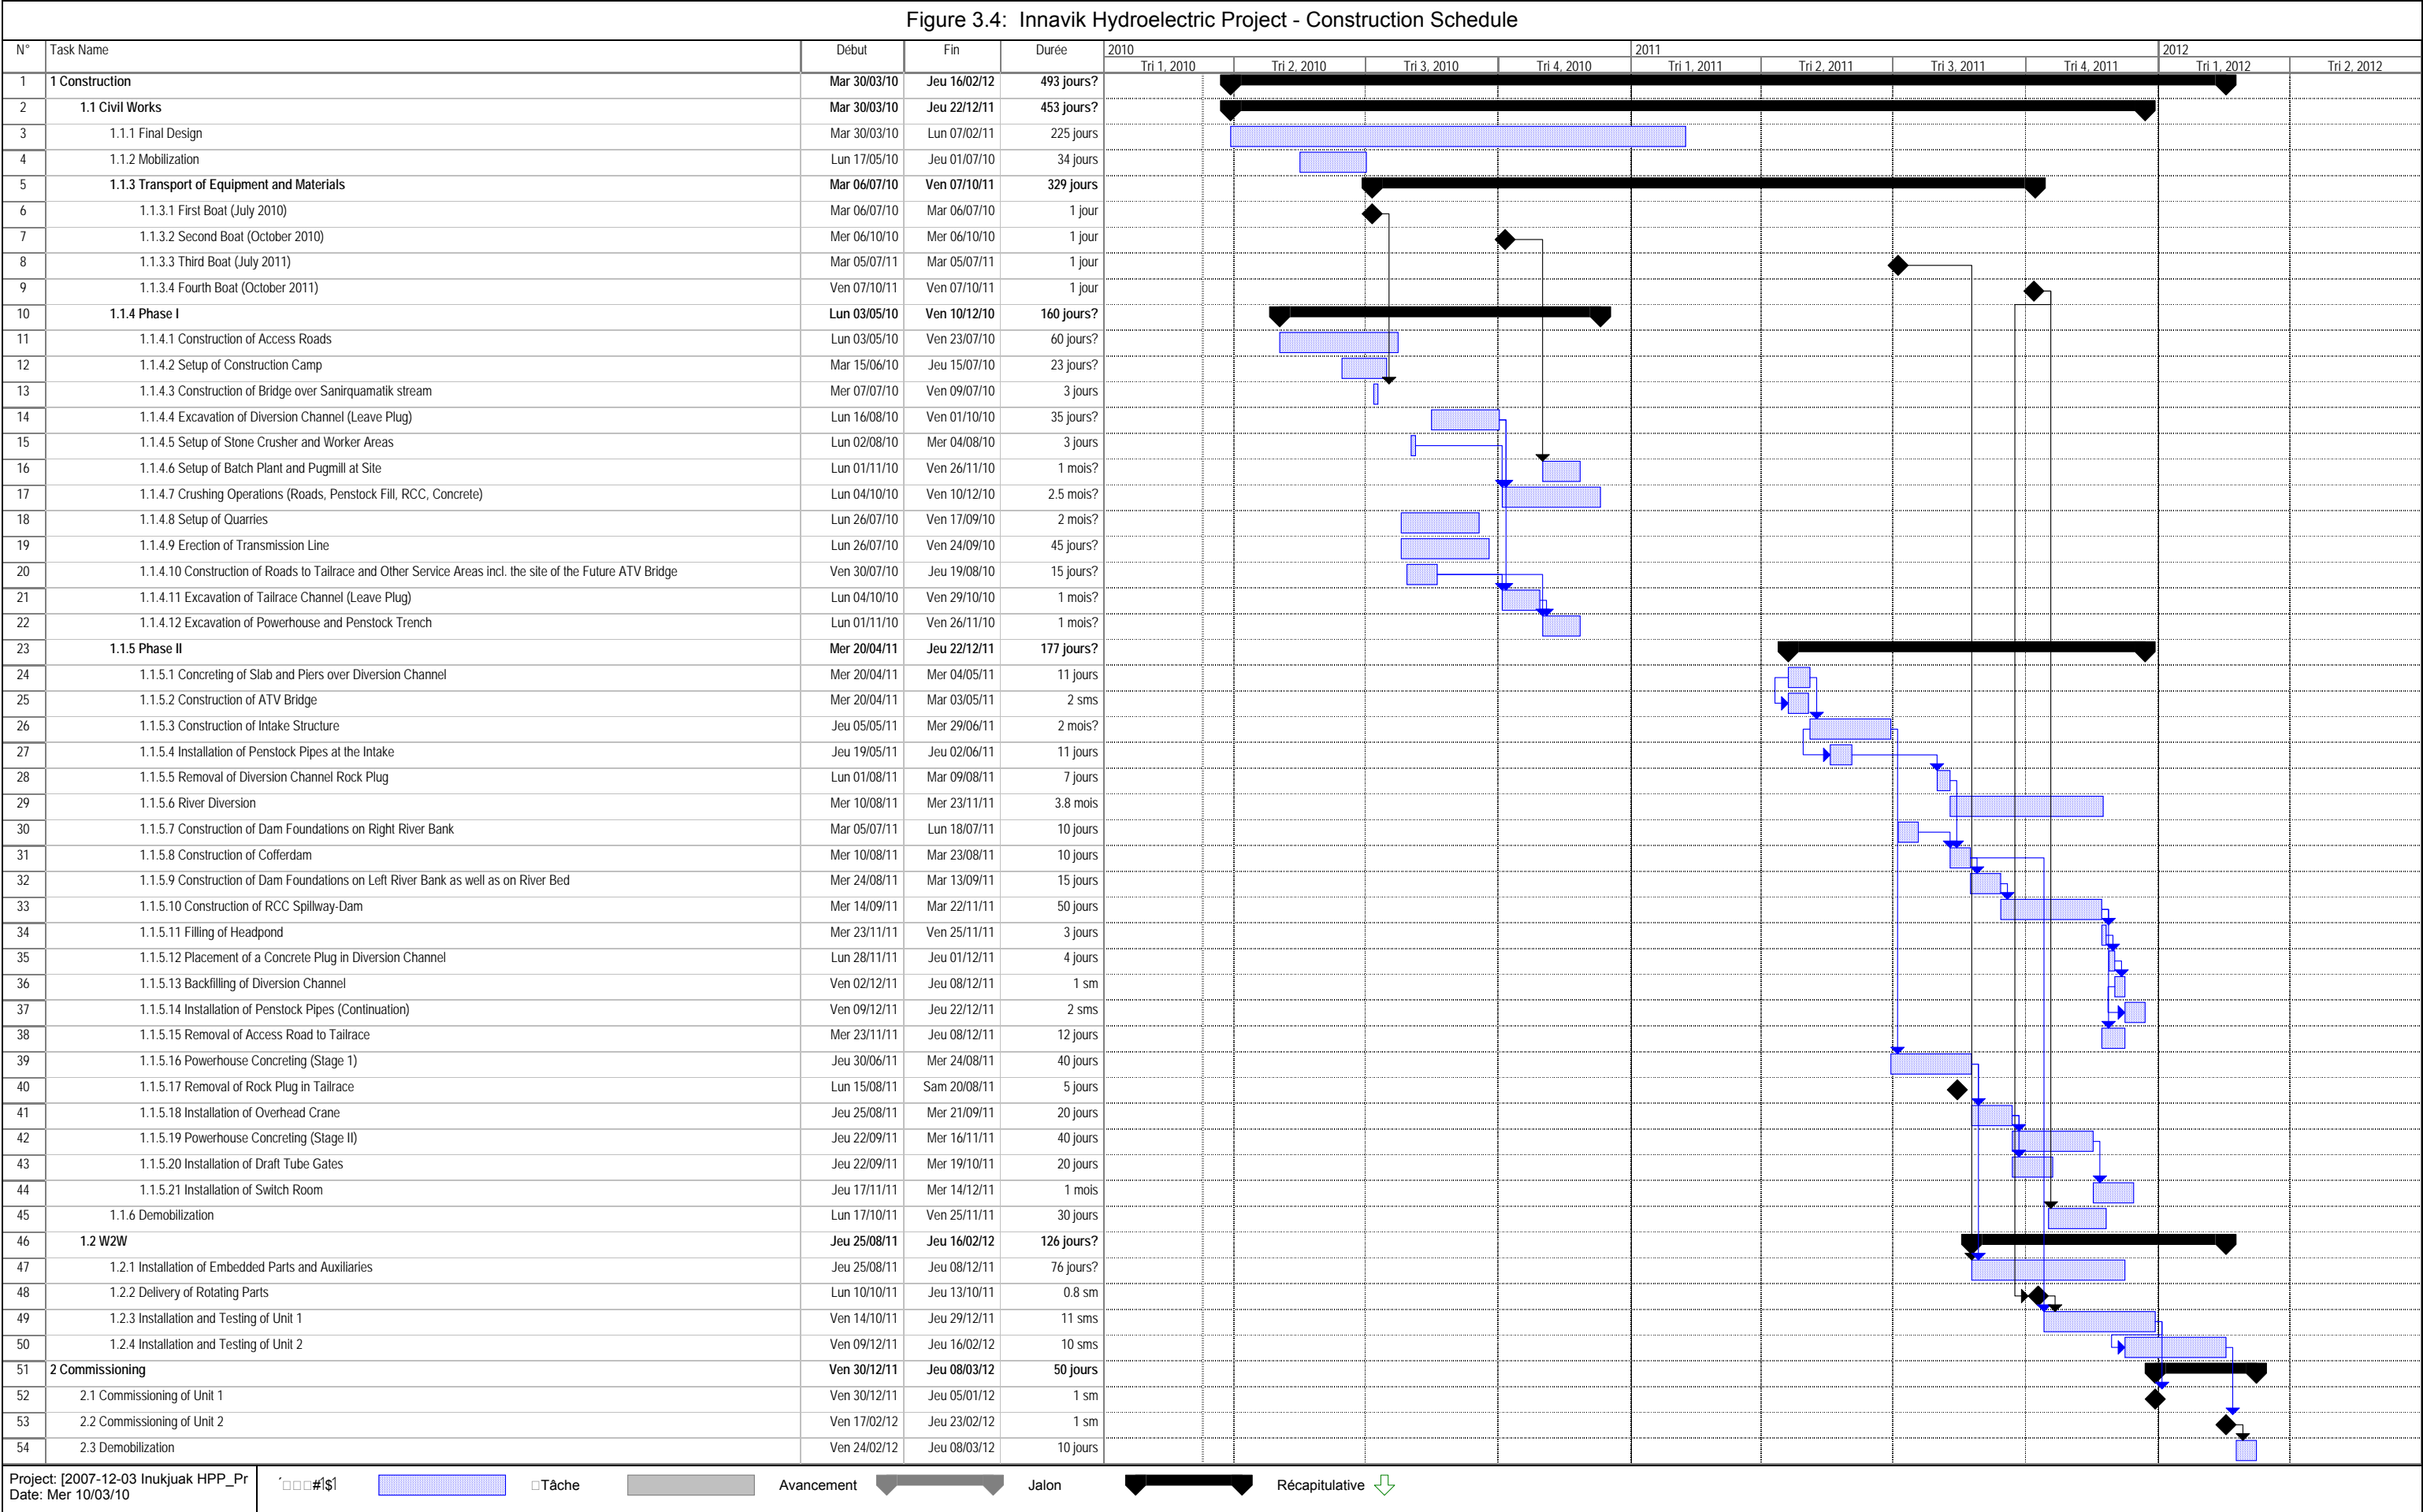 Figure 3.4: Innavik Hydroelectric Project - Construction Schedule
N° Task Name Début Fin Durée 2010 2011 2012
Tri 1, 2010 Tri 2, 2010 Tri 3, 2010 Tri 4, 2010 Tri 1, 2011 Tri 2, 2011 Tri 3, 2011 Tri 4, 2011 Tri 1, 2012 Tri 2, 2012
1 1 Construction Mar 30/03/10 Jeu 16/02/12 493 jours?
2 1.1 Civil Works Mar 30/03/10 Jeu 22/12/11 453 jours?
3 1.1.1 Final Design Mar 30/03/10 Lun 07/02/11 225 jours
4 1.1.2 Mobilization Lun 17/05/10 Jeu 01/07/10 34 jours
5 1.1.3 Transport of Equipment and Materials Mar 06/07/10 Ven 07/10/11 329 jours
6 1.1.3.1 First Boat (July 2010) Mar 06/07/10 Mar 06/07/10 1 jour
7 1.1.3.2 Second Boat (October 2010) Mer 06/10/10 Mer 06/10/10 1 jour
8 1.1.3.3 Third Boat (July 2011) Mar 05/07/11 Mar 05/07/11 1 jour
9 1.1.3.4 Fourth Boat (October 2011) Ven 07/10/11 Ven 07/10/11 1 jour
10 1.1.4 Phase I Lun 03/05/10 Ven 10/12/10 160 jours?
11 1.1.4.1 Construction of Access Roads Lun 03/05/10 Ven 23/07/10 60 jours?
12 1.1.4.2 Setup of Construction Camp Mar 15/06/10 Jeu 15/07/10 23 jours?
13 1.1.4.3 Construction of Bridge over Sanirquamatik stream Mer 07/07/10 Ven 09/07/10 3 jours
14 1.1.4.4 Excavation of Diversion Channel (Leave Plug) Lun 16/08/10 Ven 01/10/10 35 jours?
15 1.1.4.5 Setup of Stone Crusher and Worker Areas Lun 02/08/10 Mer 04/08/10 3 jours
16 1.1.4.6 Setup of Batch Plant and Pugmill at Site Lun 01/11/10 Ven 26/11/10 1 mois?
17 1.1.4.7 Crushing Operations (Roads, Penstock Fill, RCC, Concrete) Lun 04/10/10 Ven 10/12/10 2.5 mois?
18 1.1.4.8 Setup of Quarries Lun 26/07/10 Ven 17/09/10 2 mois?
19 1.1.4.9 Erection of Transmission Line Lun 26/07/10 Ven 24/09/10 45 jours?
20 1.1.4.10 Construction of Roads to Tailrace and Other Service Areas incl. the site of the Future ATV Bridge Ven 30/07/10 Jeu 19/08/10 15 jours?
21 1.1.4.11 Excavation of Tailrace Channel (Leave Plug) Lun 04/10/10 Ven 29/10/10 1 mois?
22 1.1.4.12 Excavation of Powerhouse and Penstock Trench Lun 01/11/10 Ven 26/11/10 1 mois?
23 1.1.5 Phase II Mer 20/04/11 Jeu 22/12/11 177 jours?
24 1.1.5.1 Concreting of Slab and Piers over Diversion Channel Mer 20/04/11 Mer 04/05/11 11 jours
25 1.1.5.2 Construction of ATV Bridge Mer 20/04/11 Mar 03/05/11 2 sms
26 1.1.5.3 Construction of Intake Structure Jeu 05/05/11 Mer 29/06/11 2 mois?
27 1.1.5.4 Installation of Penstock Pipes at the Intake Jeu 19/05/11 Jeu 02/06/11 11 jours
28 1.1.5.5 Removal of Diversion Channel Rock Plug Lun 01/08/11 Mar 09/08/11 7 jours
29 1.1.5.6 River Diversion Mer 10/08/11 Mer 23/11/11 3.8 mois
30 1.1.5.7 Construction of Dam Foundations on Right River Bank Mar 05/07/11 Lun 18/07/11 10 jours
31 1.1.5.8 Construction of Cofferdam Mer 10/08/11 Mar 23/08/11 10 jours
32 1.1.5.9 Construction of Dam Foundations on Left River Bank as well as on River Bed Mer 24/08/11 Mar 13/09/11 15 jours
33 1.1.5.10 Construction of RCC Spillway-Dam Mer 14/09/11 Mar 22/11/11 50 jours
34 1.1.5.11 Filling of Headpond Mer 23/11/11 Ven 25/11/11 3 jours
35 1.1.5.12 Placement of a Concrete Plug in Diversion Channel Lun 28/11/11 Jeu 01/12/11 4 jours
36 1.1.5.13 Backfilling of Diversion Channel Ven 02/12/11 Jeu 08/12/11 1 sm
37 1.1.5.14 Installation of Penstock Pipes (Continuation) Ven 09/12/11 Jeu 22/12/11 2 sms
38 1.1.5.15 Removal of Access Road to Tailrace Mer 23/11/11 Jeu 08/12/11 12 jours
39 1.1.5.16 Powerhouse Concreting (Stage 1) Jeu 30/06/11 Mer 24/08/11 40 jours
40 1.1.5.17 Removal of Rock Plug in Tailrace Lun 15/08/11 Sam 20/08/11 5 jours
41 1.1.5.18 Installation of Overhead Crane Jeu 25/08/11 Mer 21/09/11 20 jours
42 1.1.5.19 Powerhouse Concreting (Stage II) Jeu 22/09/11 Mer 16/11/11 40 jours
43 1.1.5.20 Installation of Draft Tube Gates Jeu 22/09/11 Mer 19/10/11 20 jours
44 1.1.5.21 Installation of Switch Room Jeu 17/11/11 Mer 14/12/11 1 mois
45 1.1.6 Demobilization Lun 17/10/11 Ven 25/11/11 30 jours
46 1.2 W2W Jeu 25/08/11 Jeu 16/02/12 126 jours?
47 1.2.1 Installation of Embedded Parts and Auxiliaries Jeu 25/08/11 Jeu 08/12/11 76 jours?
48 1.2.2 Delivery of Rotating Parts Lun 10/10/11 Jeu 13/10/11 0.8 sm
49 1.2.3 Installation and Testing of Unit 1 Ven 14/10/11 Jeu 29/12/11 11 sms
50 1.2.4 Installation and Testing of Unit 2 Ven 09/12/11 Jeu 16/02/12 10 sms
51 2 Commissioning Ven 30/12/11 Jeu 08/03/12 50 jours
52 2.1 Commissioning of Unit 1 Ven 30/12/11 Jeu 05/01/12 1 sm
53 2.2 Commissioning of Unit 2 Ven 17/02/12 Jeu 23/02/12 1 sm
54 2.3 Demobilization Ven 24/02/12 Jeu 08/03/12 10 jours
Project: [2007-12-03 Inukjuak HPP_Pr
Date: Mer 10/03/10
Tâche Avancement Jalon Récapitulative